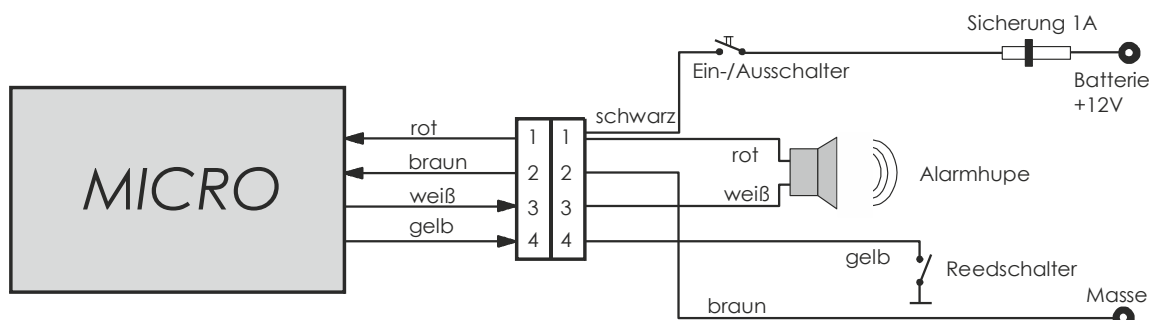 Sicherung 1A
Ein-/Ausschalter
Batterie
+12V
schwarz
rot
1
1
rot
braun
2
2
Alarmhupe
MICRO
weiß
3
3
weiß
gelb
4
4
gelb
Reedschalter
Masse
braun